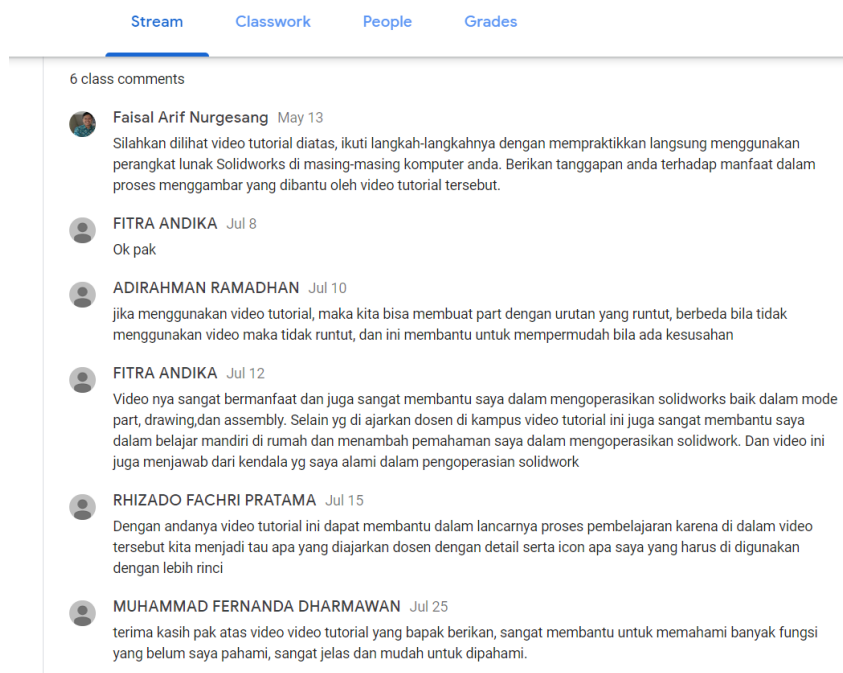 Stream Classwork People Grades
6 class comments
Faisal Arif Nurgesang May 13
Silahkan dilihat video tutorial diatas, ikuti langkah-langkahnya dengan mempraktikkan langsung menggunakan
perangkat lunak Solidworks di masing-masing komputer anda. Berikan tanggapan anda terhadap manfaat dalam
proses menggambar yang dibantu oleh video tutorial tersebut.
FITRA ANDIKA Jul 8
Ok pak
ADIRAHMAN RAMADHAN Jul 10
jika menggunakan video tutorial, maka kita bisa membuat part dengan urutan yang runtut, berbeda bila tidak
menggunakan video maka tidak runtut, dan ini membantu untuk mempermudah bila ada kesusahan
FITRA ANDIKA Jul 12
Video nya sangat bermanfaat dan juga sangat membantu saya dalam mengoperasikan solidworks baik dalam mode
part, drawing,dan assembly. Selain yg di ajarkan dosen di kampus video tutorial ini juga sangat membantu saya
dalam belajar mandiri di rumah dan menambah pemahaman saya dalam mengoperasikan solidwork. Dan video ini
juga menjawab dari kendala yg saya alami dalam pengoperasian solidwork
RHIZADO FACHRI PRATAMA Jul 15
Dengan andanya video tutorial ini dapat membantu dalam lancarnya proses pembelajaran karena di dalam video
tersebut kita menjadi tau apa yang diajarkan dosen dengan detail serta icon apa saya yang harus di digunakan
dengan lebih rinci
MUHAMMAD FERNANDA DHARMAWAN Jul 25
terima kasih pak atas video video tutorial yang bapak berikan, sangat membantu untuk memahami banyak fungsi
yang belum saya pahami, sangat jelas dan mudah untuk dipahami.